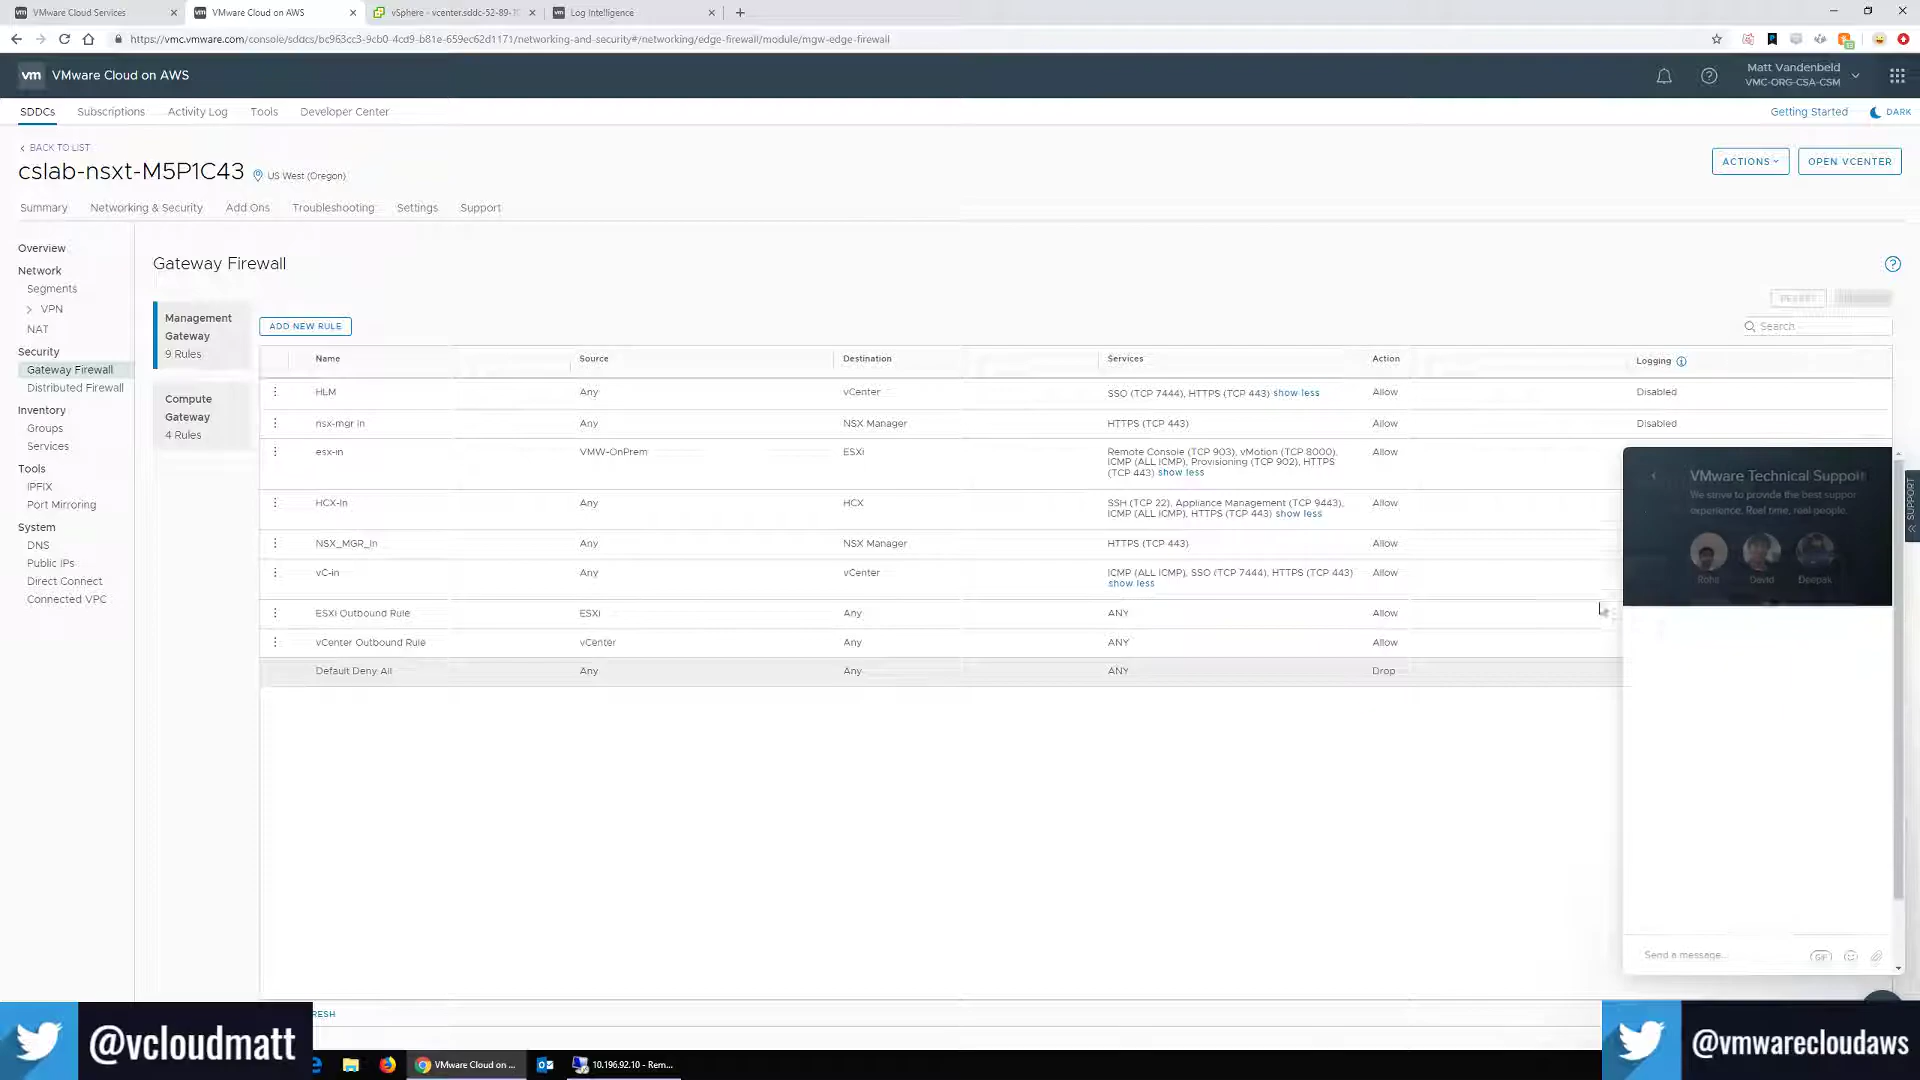 VMware Cloud Services
VMware Cloud on AWS
vSphere - vcenter.sddc-52-89-1
Log Intelligence
https://vmc.vmware.com/console/sddcs/bc963cc3-9cb0-4cd9-b81e-659ec62d1171/networking-and-security#/networking/edge-firewall/module/mgw-edge-firewall
vm VMware Cloud on AWS
Matt Vandenbeld
VMC-ORG-CSA-CSM
SDDCs Subscriptions Activity Log Tools Developer Center
Getting Started DARK
BACK TO LIST
cslab-nsxt-M5P1C43 US West (Oregon)
ACTIONS OPEN VCENTER
Summary Networking & Security Add Ons Troubleshooting Settings Support
Overview
Network
Segments
VPN
NAT
Security
Gateway Firewall
Distributed Firewall
Inventory
Groups
Services
Tools
IPFIX
Port Mirroring
System
DNS
Public IPs
Direct Connect
Connected VPC
Gateway Firewall
Management
Gateway
9 Rules
Compute
Gateway
4 Rules
ADD NEW RULE
Search
Name Source Destination Services Action Logging
HLM Any vCenter SSO (TCP 7444), HTTPS (TCP 443) show less Allow Disabled
nsx-mgr in Any NSX Manager HTTPS (TCP 443) Allow Disabled
esx-in VMW-OnPrem ESXi Remote Console (TCP 903), vMotion (TCP 8000), Allow
ICMP (ALL ICMP), Provisioning (TCP 902), HTTPS
(TCP 443) show less
HCX-In Any HCX SSH (TCP 22), Appliance Management (TCP 9443), Allow
ICMP (ALL ICMP), HTTPS (TCP 443) show less
NSX_MGR_In Any NSX Manager HTTPS (TCP 443) Allow
vC-in Any vCenter ICMP (ALL ICMP), SSO (TCP 7444), HTTPS (TCP 443) Allow
show less
ESXi Outbound Rule ESXi Any ANY Allow
vCenter Outbound Rule vCenter Any ANY Allow
Default Deny All Any Any ANY Drop
VMware Technical Support
We strive to provide the best support
experience. Real time, real people.
David Deepak
SUPPORT
Send a message...
GIF
RESH
@vcloudmatt
VMware Cloud on ...
10.196.92.10 - Rem...
@vmwarecloudaws